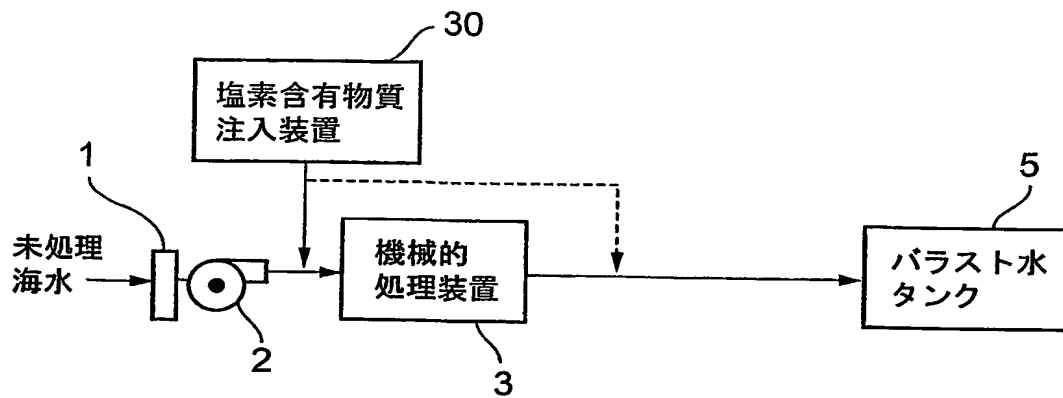 30
塩素含有物質
注入装置
1
5
未処理
海水
機械的
処理装置
バラスト水
タンク
2
3